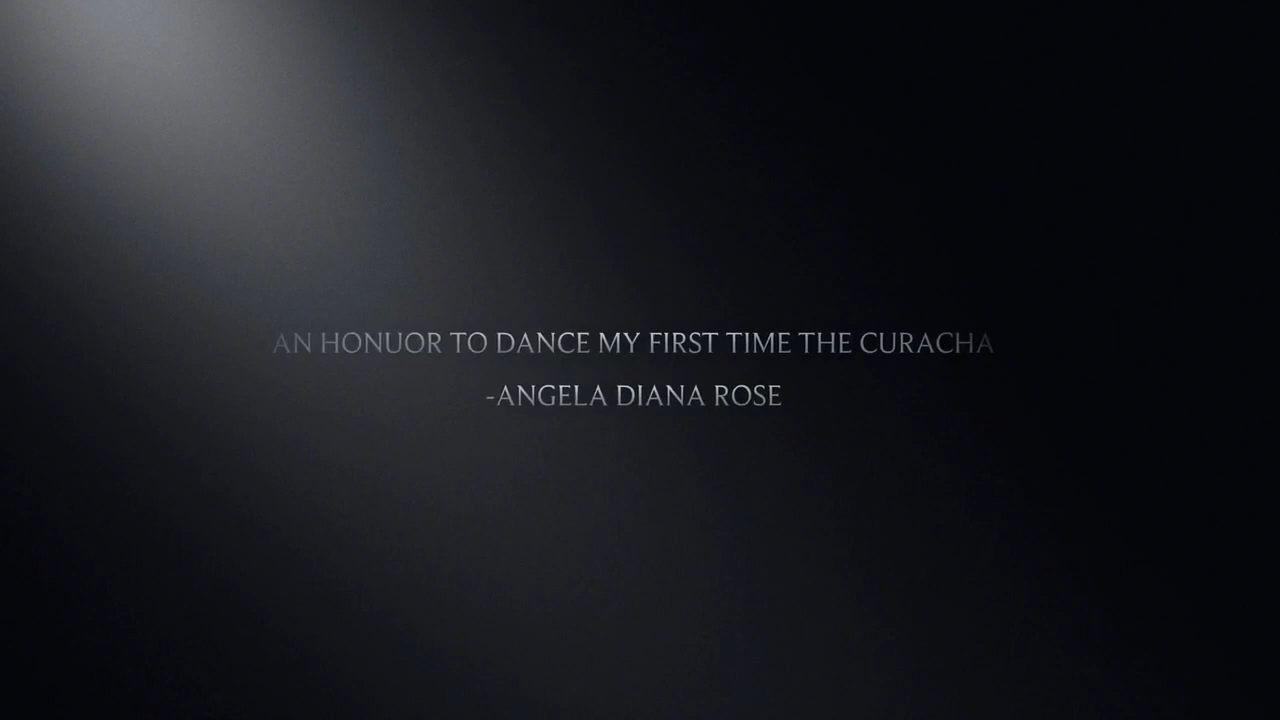 AN HONUOR TO DANCE MY FIRST TIME THE CURACHA
-ANGELA DIANA ROSE